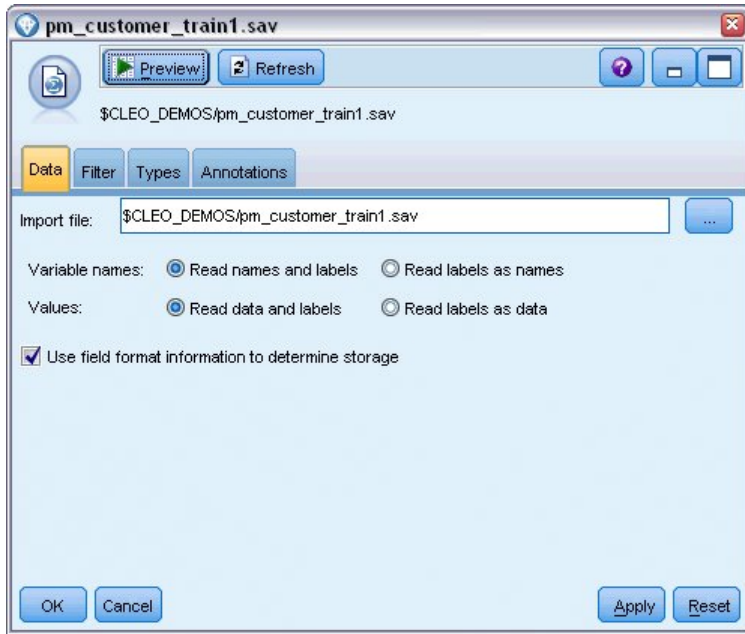 pm_customer_train1.sav
Preview Refresh
$CLEO_DEMOS/pm_customer_train1.sav
Data Filter Types Annotations
Import file: $CLEO_DEMOS/pm_customer_train1.sav ...
Variable names: Read names and labels Read labels as names
Values: Read data and labels Read labels as data
Use field format information to determine storage
OK Cancel Apply Reset